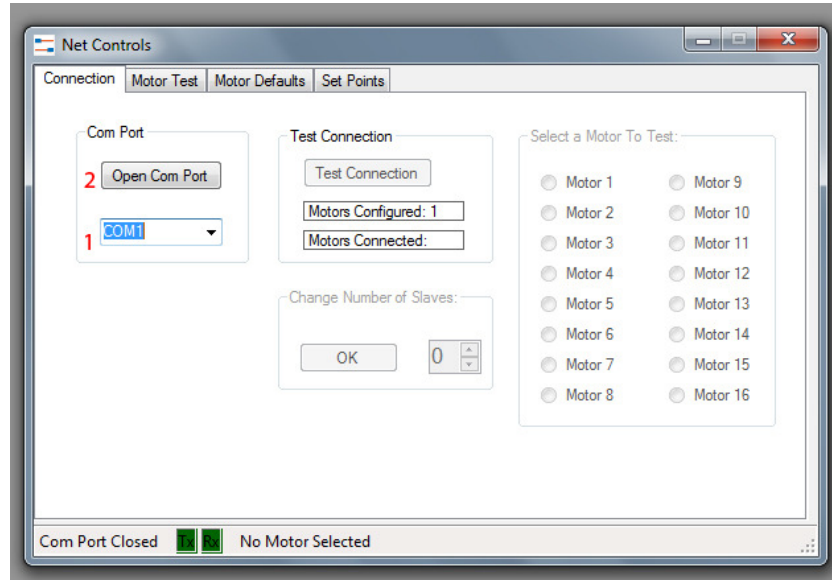 Net Controls
Connection Motor Test Motor Defaults Set Points
Com Port
2 Open Com Port
1 COM1
Test Connection
Test Connection
Motors Configured: 1
Motors Connected:
Change Number of Slaves:
OK 0
Select a Motor To Test:
Motor 1 Motor 9
Motor 2 Motor 10
Motor 3 Motor 11
Motor 4 Motor 12
Motor 5 Motor 13
Motor 6 Motor 14
Motor 7 Motor 15
Motor 8 Motor 16
Com Port Closed Tx Rx No Motor Selected